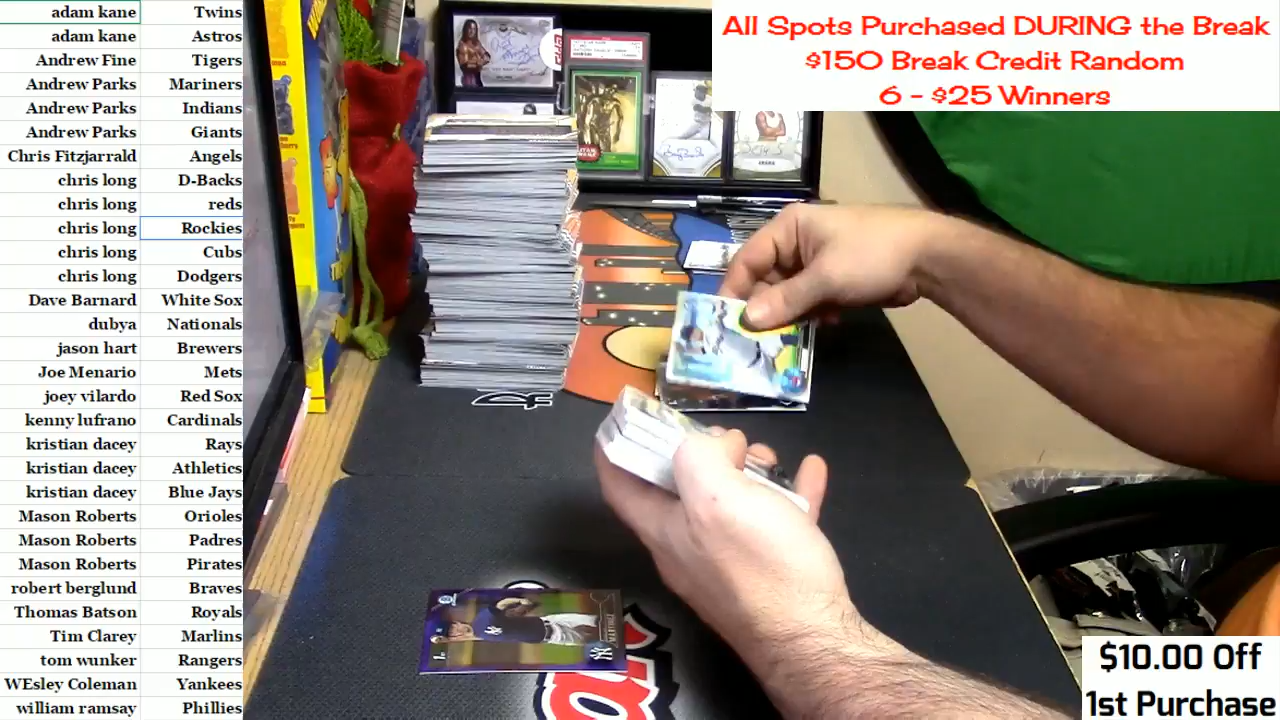 adam kane Twins
adam kane Astros
Andrew Fine Tigers
Andrew Parks Mariners
Andrew Parks Indians
Andrew Parks Giants
Chris Fitzjarrald Angels
chris long D-Backs
chris long reds
chris long Rockies
chris long Cubs
chris long Dodgers
Dave Barnard White Sox
dubya Nationals
jason hart Brewers
Joe Menario Mets
joey vilardo Red Sox
kenny lufrano Cardinals
kristian dacey Rays
kristian dacey Athletics
kristian dacey Blue Jays
Mason Roberts Orioles
Mason Roberts Padres
Mason Roberts Pirates
robert berglund Braves
Thomas Batson Royals
Tim Clarey Marlins
tom wunker Rangers
WEsley Coleman Yankees
william ramsay Phillies
All Spots Purchased DURING the Break
$150 Break Credit Random
6 - $25 Winners
$10.00 Off
1st Purchase